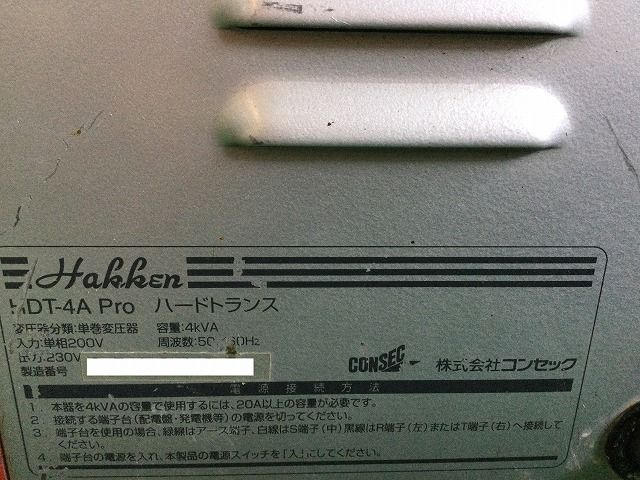 Hakken
HDT-4A Pro ハードトランス
変圧器分類:単巻変圧器 容量:4kVA
入力:単相200V 周波数:50/60Hz
出力:230V
製造番号
CONSEC 株式会社コンセック
電源接続方法
1. 本器を4kVAの容量で使用するには、20A以上の容量が必要です。
2. 接続する端子台(配電盤・発電機等)の電源を切ってください。
3. 端子台を使用の場合、緑線はアース端子、白線はS端子(中)黒線はR端子(左)またはT端子(右)へ接続して
ください。
4. 端子台の電源を入れ、本製品の電源スイッチを「入」にしてください。